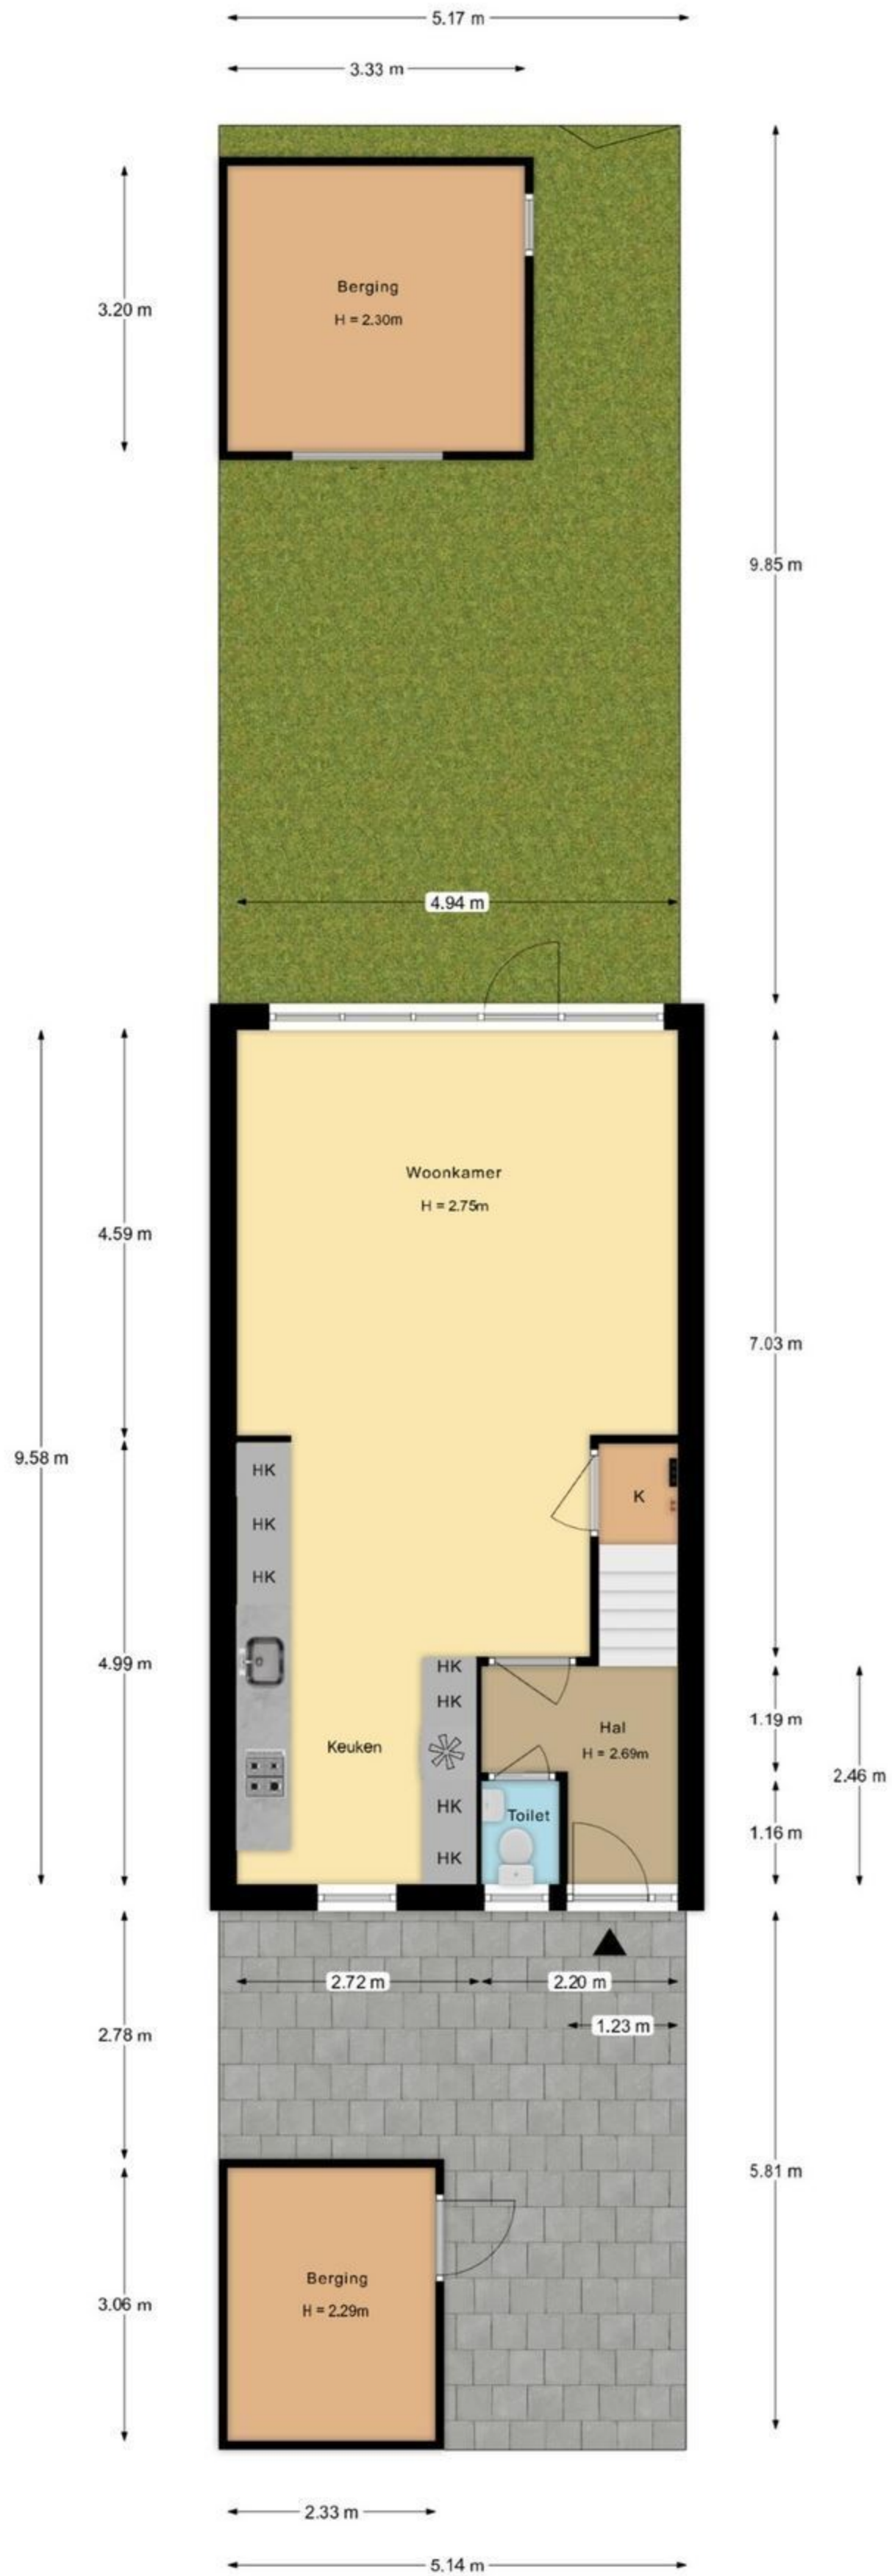 5.17 m
3.33 m
3.20 m
Berging
H = 2.30m
9.85 m
4.94 m
Woonkamer
H = 2.75m
4.59 m
7.03 m
9.58 m
HK
K
HK
HK
4.99 m
HK
HK
Keuken
Hal
H = 2.69m
1.19 m
2.46 m
HK
Toilet
1.16 m
HK
2.72 m
2.20 m
1.23 m
2.78 m
5.81 m
Berging
H = 2.29m
3.06 m
2.33 m
5.14 m